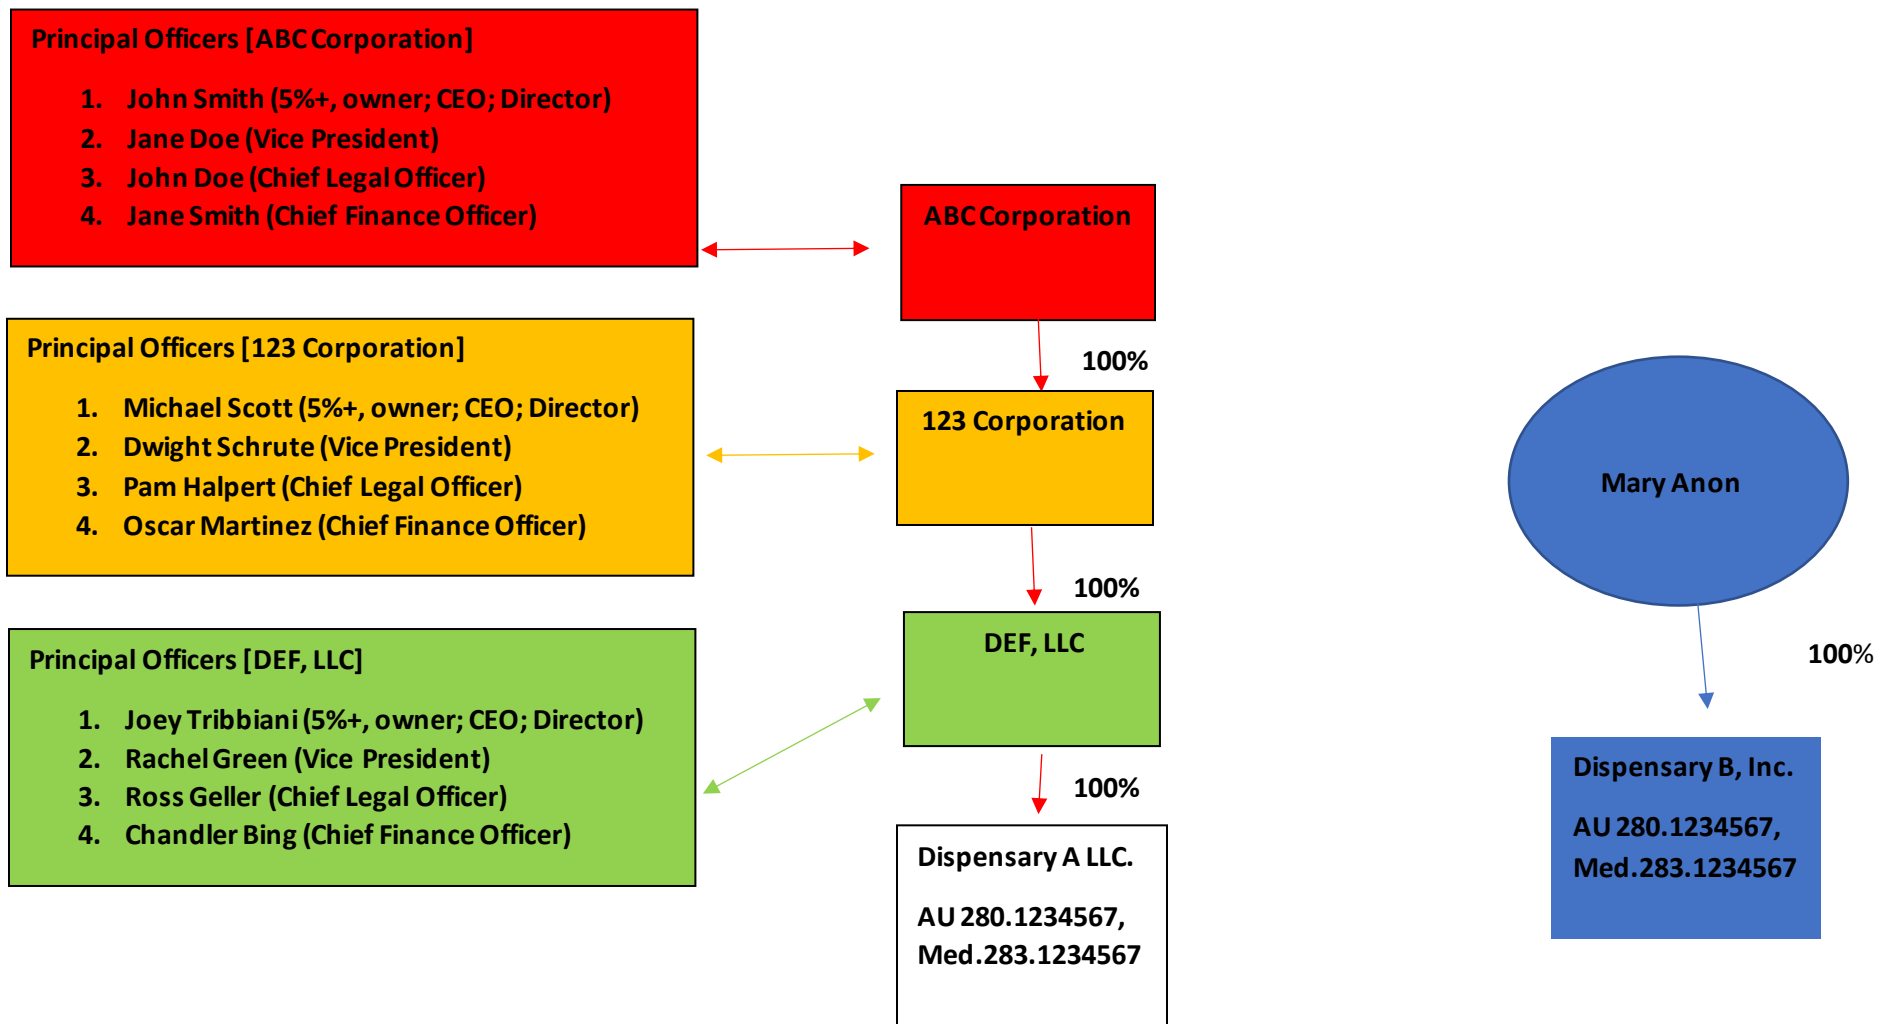 Principal Officers [ABC Corporation]
1. John Smith (5%+, owner; CEO; Director)
2. Jane Doe (Vice President)
3. John Doe (Chief Legal Officer)
4. Jane Smith (Chief Finance Officer)
ABC Corporation
100%
Principal Officers [123 Corporation]
1. Michael Scott (5%+, owner; CEO; Director)
2. Dwight Schrute (Vice President)
3. Pam Halpert (Chief Legal Officer)
4. Oscar Martinez (Chief Finance Officer)
123 Corporation
100%
Principal Officers [DEF, LLC]
1. Joey Tribbiani (5%+, owner; CEO; Director)
2. Rachel Green (Vice President)
3. Ross Geller (Chief Legal Officer)
4. Chandler Bing (Chief Finance Officer)
DEF, LLC
100%
Dispensary A LLC.
AU 280.1234567,
Med.283.1234567
Mary Anon
100%
Dispensary B, Inc.
AU 280.1234567,
Med.283.1234567